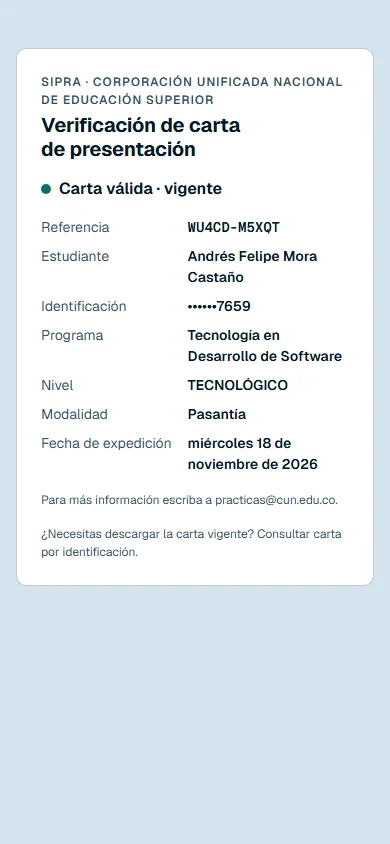 SIPRA · CORPORACIÓN UNIFICADA NACIONAL
DE EDUCACIÓN SUPERIOR
Verificación de carta
de presentación
Carta válida · vigente
Referencia WU4CD-M5XQT
Estudiante Andrés Felipe Mora
Castaño
Identificación ••••••7659
Programa Tecnología en
Desarrollo de Software
Nivel TECNOLÓGICO
Modalidad Pasantía
Fecha de expedición miércoles 18 de
noviembre de 2026
Para más información escriba a practicas@cun.edu.co.
¿Necesitas descargar la carta vigente? Consultar carta
por identificación.